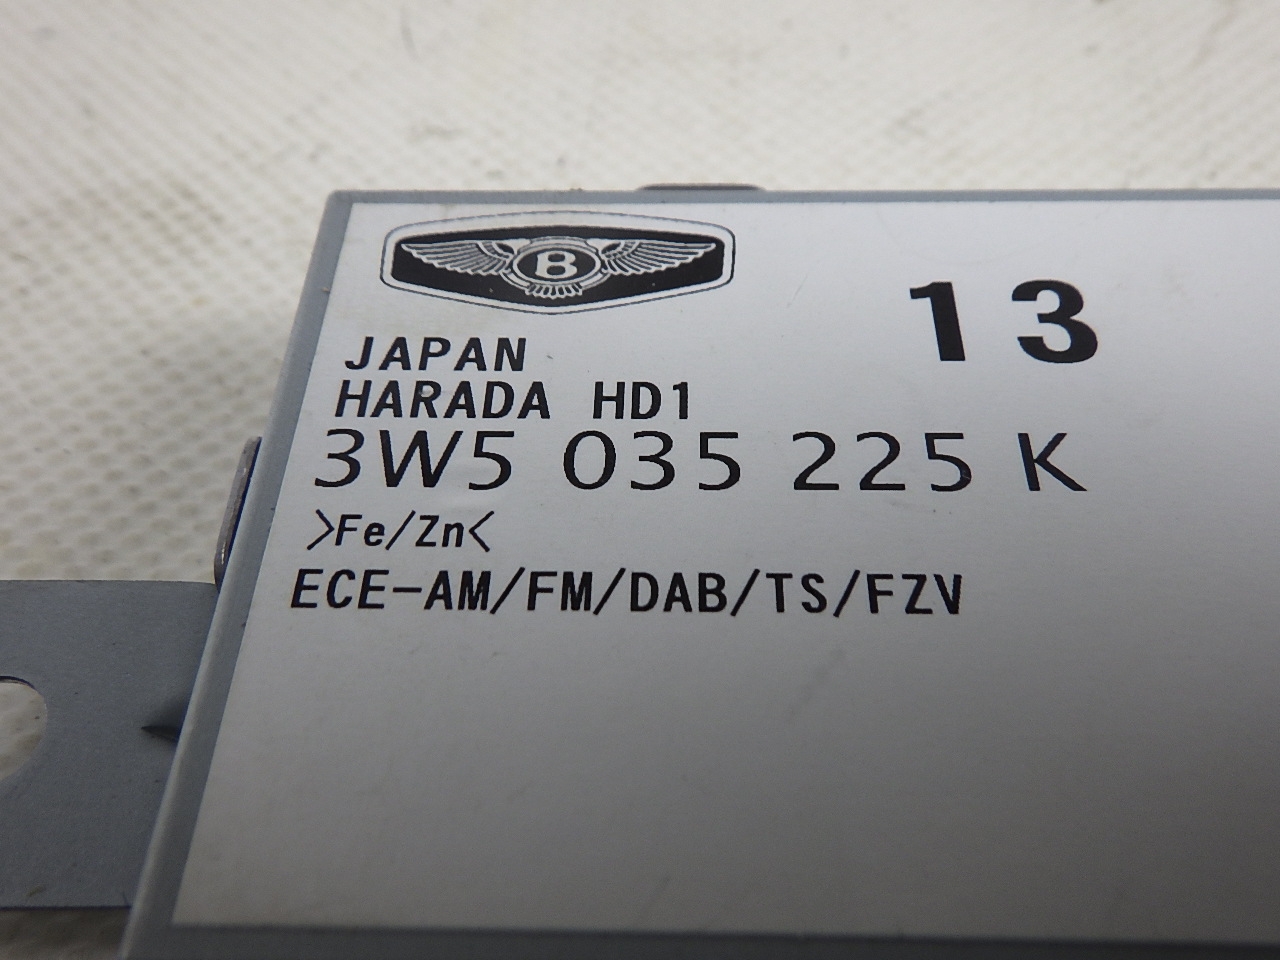 B
13
JAPAN
HARADA HD1
3W5 035 225 K
>Fe/Zn<
ECE-AM/FM/DAB/TS/FZV